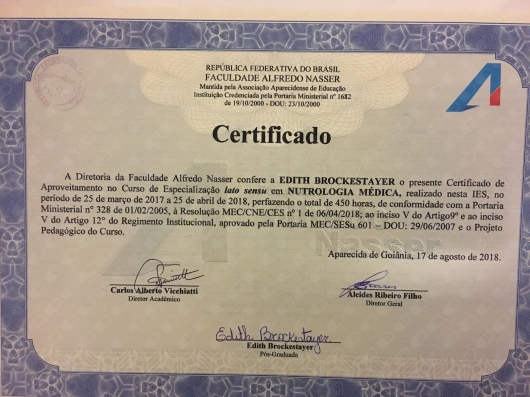 REPÚBLICA FEDERATIVA DO BRASIL
FACULDADE ALFREDO NASSER
Mantida pela Associação Aparecidense de Educação
Instituição Credenciada pela Portaria Ministerial nº 1682
de 19/10/2000 - DOU: 23/10/2000
Certificado
A Diretoria da Faculdade Alfredo Nasser confere a EDITH BROCKESTAYER o presente Certificado de
Aproveitamento no Curso de Especialização lato sensu em NUTROLOGIA MÉDICA, realizado nesta IES, no
período de 25 de março de 2017 a 25 de abril de 2018, perfazendo o total de 450 horas, de conformidade com a Portaria
Ministerial nº 328 de 01/02/2005, à Resolução MEC/CNE/CES nº 1 de 06/04/2018; ao inciso V do Artigo9º e ao inciso
V do Artigo 12º do Regimento Institucional, aprovado pela Portaria MEC/SESu 601 – DOU: 29/06/2007 e o Projeto
Pedagógico do Curso.
Nasser
Aparecida de Goiânia, 17 de agosto de 2018.
Carlos Alberto Vicchiatti
Diretor Acadêmico
Alcides Ribeiro Filho
Diretor Geral
Edith Brockestayer
Edith Brockestayer
Pós-Graduada